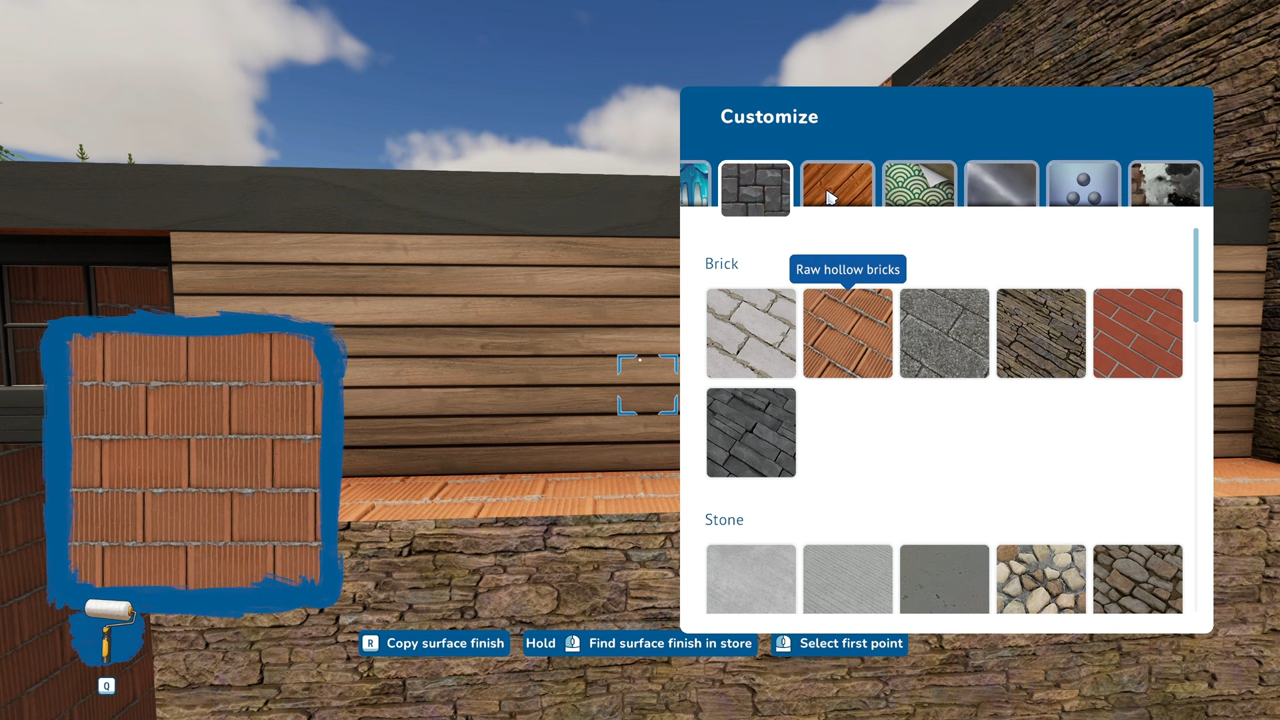 Customize
Brick
Raw hollow bricks
Stone
R Copy surface finish
Hold Find surface finish in store
Select first point
Q